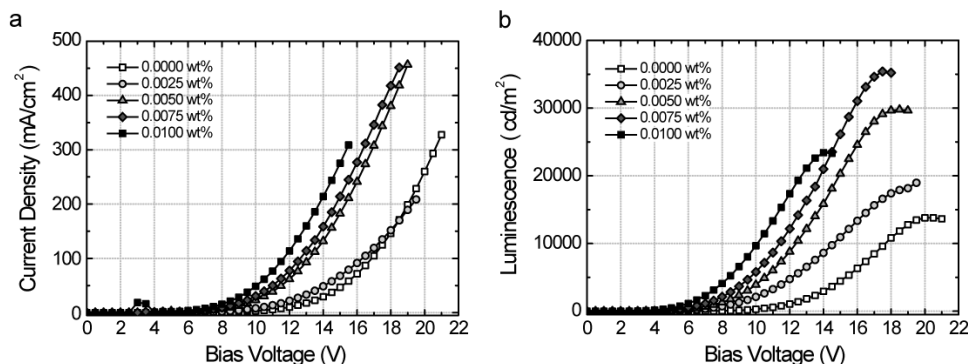 a
500
400
300
200
100
0
Current Density (mA/cm²)
0.0000 wt%
0.0025 wt%
0.0050 wt%
0.0075 wt%
0.0100 wt%
0 2 4 6 8 10 12 14 16 18 20 22
Bias Voltage (V)
b
40000
30000
20000
10000
0
Luminescence ( cd/m²)
0.0000 wt%
0.0025 wt%
0.0050 wt%
0.0075 wt%
0.0100 wt%
0 2 4 6 8 10 12 14 16 18 20 22
Bias Voltage (V)